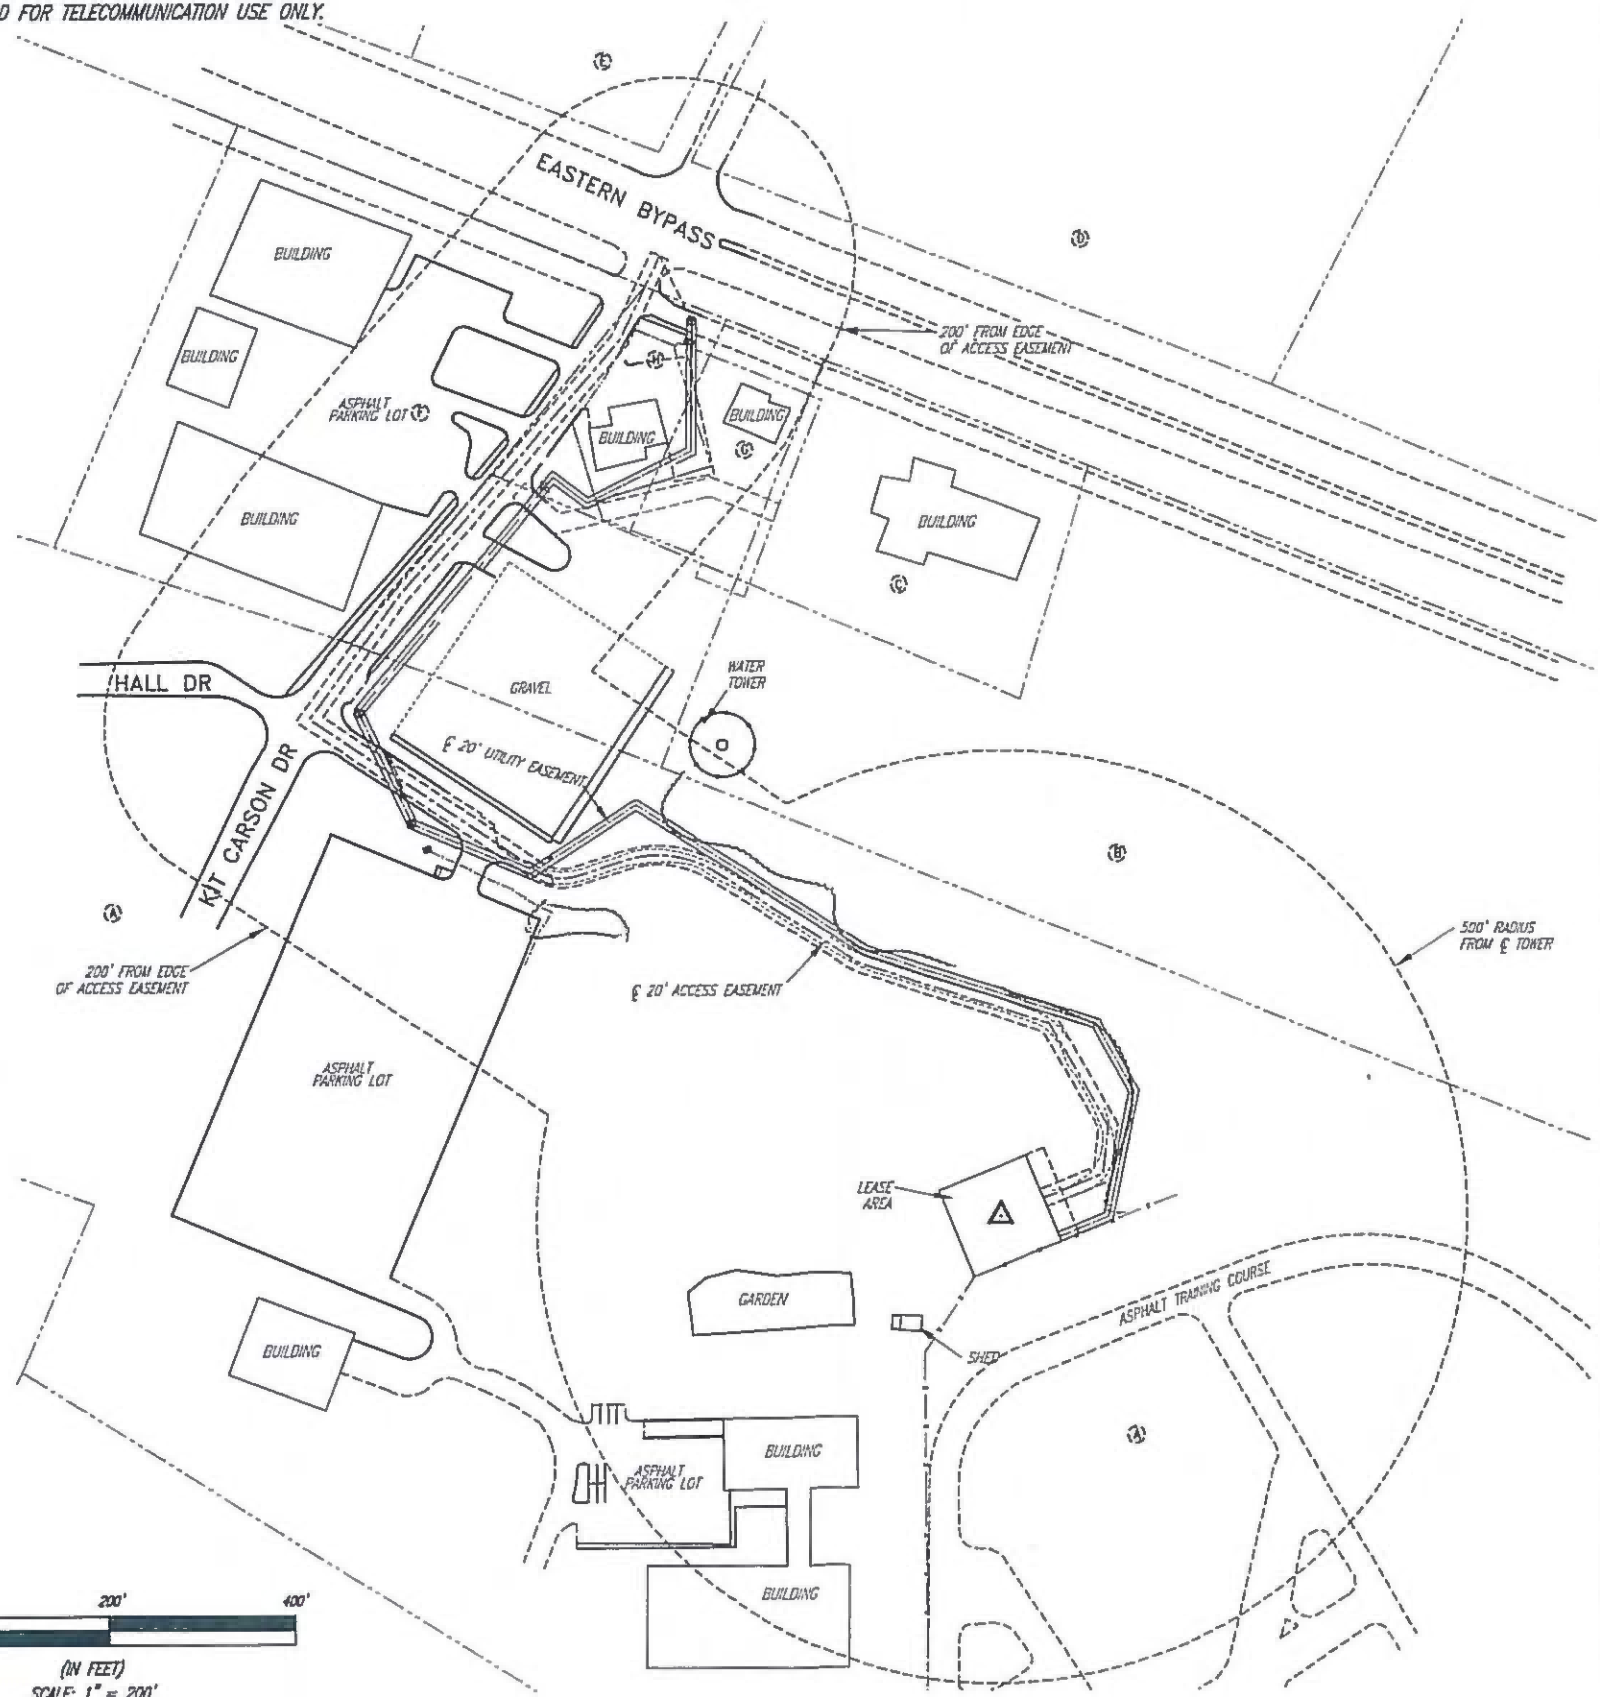 D FOR TELECOMMUNICATION USE ONLY.
E
EASTERN BYPASS
D
BUILDING
200' FROM EDGE
OF ACCESS EASEMENT
BUILDING
H
ASPHALT
PARKING LOT
BUILDING
BUILDING
G
BUILDING
BUILDING
C
HALL DR
GRAVEL
WATER
TOWER
℄ 20' UTILITY EASEMENT
KIT CARSON DR
B
A
500' RADIUS
FROM ℄ TOWER
200' FROM EDGE
OF ACCESS EASEMENT
℄ 20' ACCESS EASEMENT
ASPHALT
PARKING LOT
LEASE
AREA
GARDEN
ASPHALT TRAINING COURSE
SHED
BUILDING
BUILDING
ASPHALT
PARKING LOT
BUILDING
200'
400'
(IN FEET)
SCALE: 1" = 200'